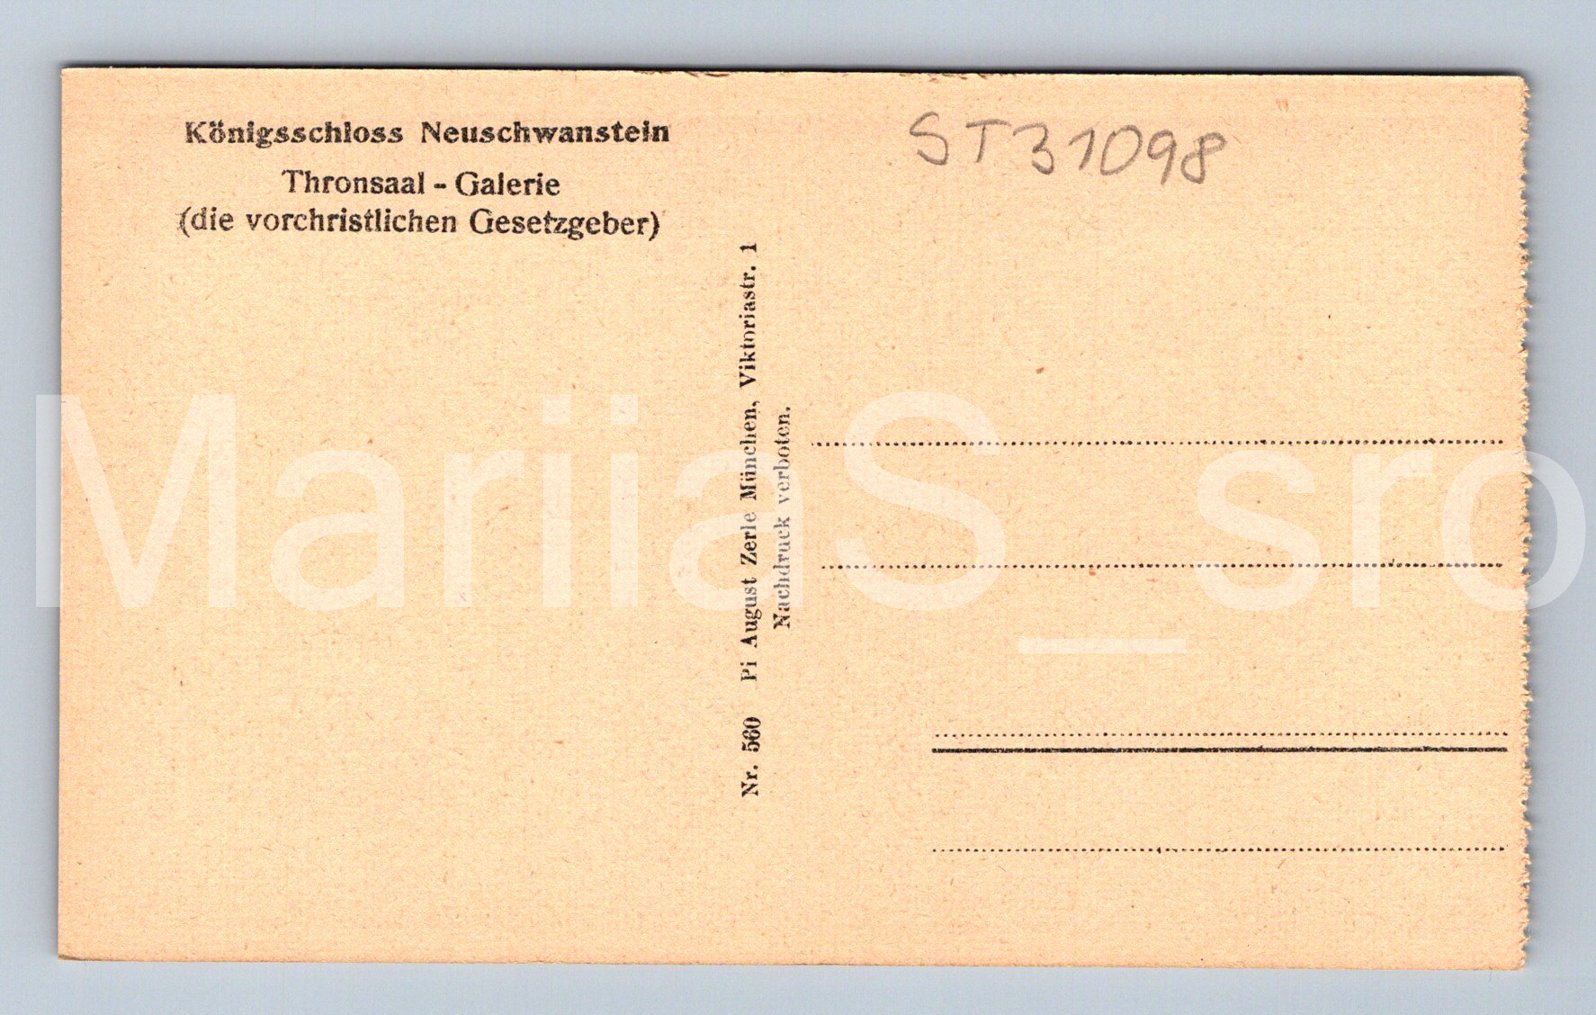 Königsschloss Neuschwanstein
Thronsaal - Galerie
(die vorchristlichen Gesetzgeber)
ST31098
Nr. 560 Pi August Zerle München, Viktoriastr. 1
Nachdruck verboten.
MariiaS_sro